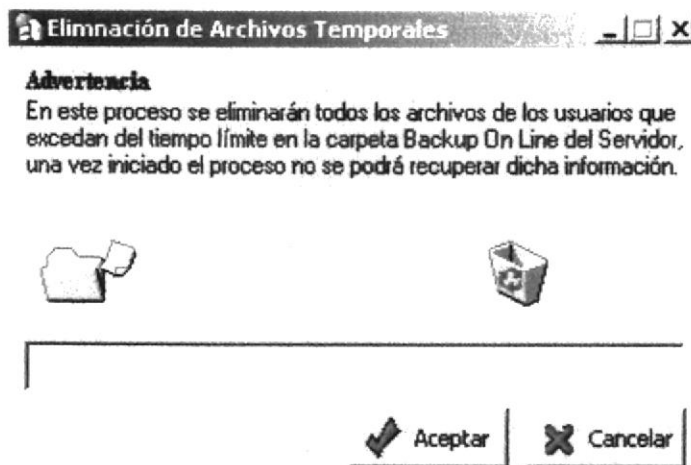 Elimnación de Archivos Temporales
Advertencia
En este proceso se eliminarán todos los archivos de los usuarios que
excedan del tiempo límite en la carpeta Backup On Line del Servidor,
una vez iniciado el proceso no se podrá recuperar dicha información.
Aceptar
Cancelar